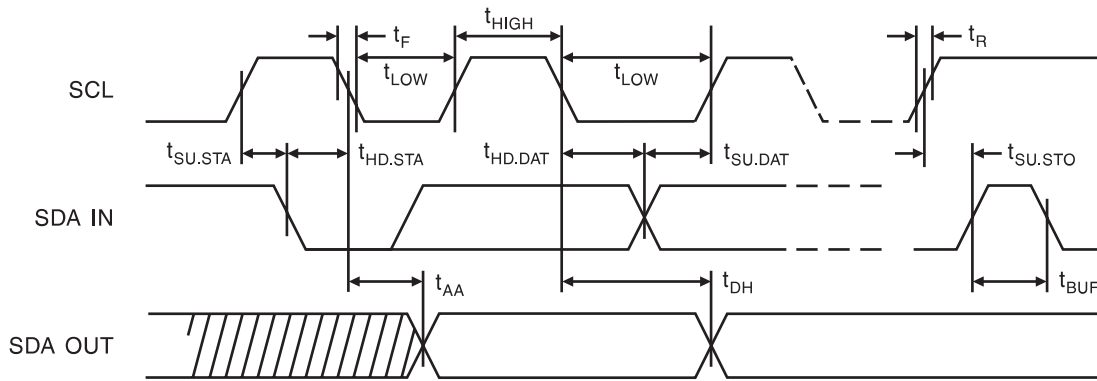 tF
tHIGH
tR
tLOW
tLOW
SCL
tSU.STA
tHD.STA
tHD.DAT
tSU.DAT
tSU.STO
SDA IN
tAA
tDH
tBUF
SDA OUT